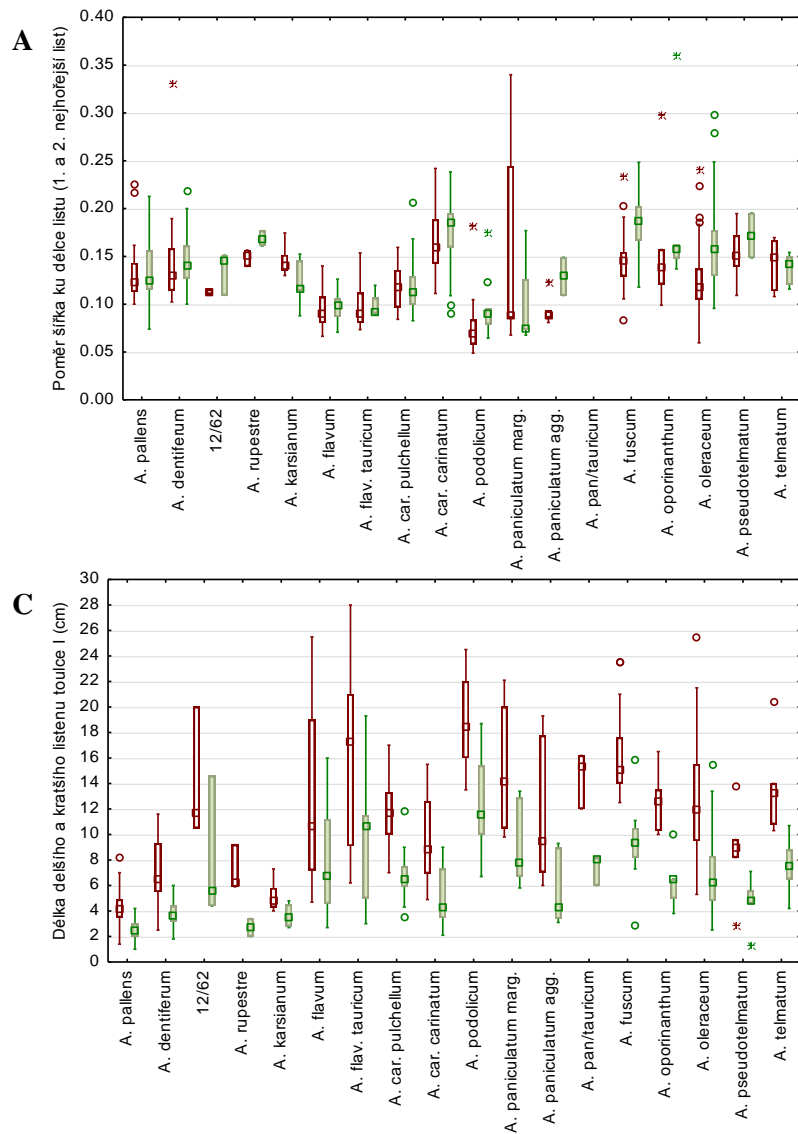 A
Poměr šířka ku délce listu (1. a 2. nejhořejší list)
0.40
0.35
0.30
0.25
0.20
0.15
0.10
0.05
0.00
A. pallens
A. dentiferum
12/62
A. rupestre
A. karsianum
A. flavum
A. flav. tauricum
A. car. pulchellum
A. car. carinatum
A. podolicum
A. paniculatum marg.
A. paniculatum agg.
A. pan/tauricum
A. fuscum
A. oporinanthum
A. oleraceum
A. pseudotelmatum
A. telmatum
C
Délka delšího a kratšího listenu toulce I (cm)
30
28
26
24
22
20
18
16
14
12
10
8
6
4
2
0
A. pallens
A. dentiferum
12/62
A. rupestre
A. karsianum
A. flavum
A. flav. tauricum
A. car. pulchellum
A. car. carinatum
A. podolicum
A. paniculatum marg.
A. paniculatum agg.
A. pan/tauricum
A. fuscum
A. oporinanthum
A. oleraceum
A. pseudotelmatum
A. telmatum